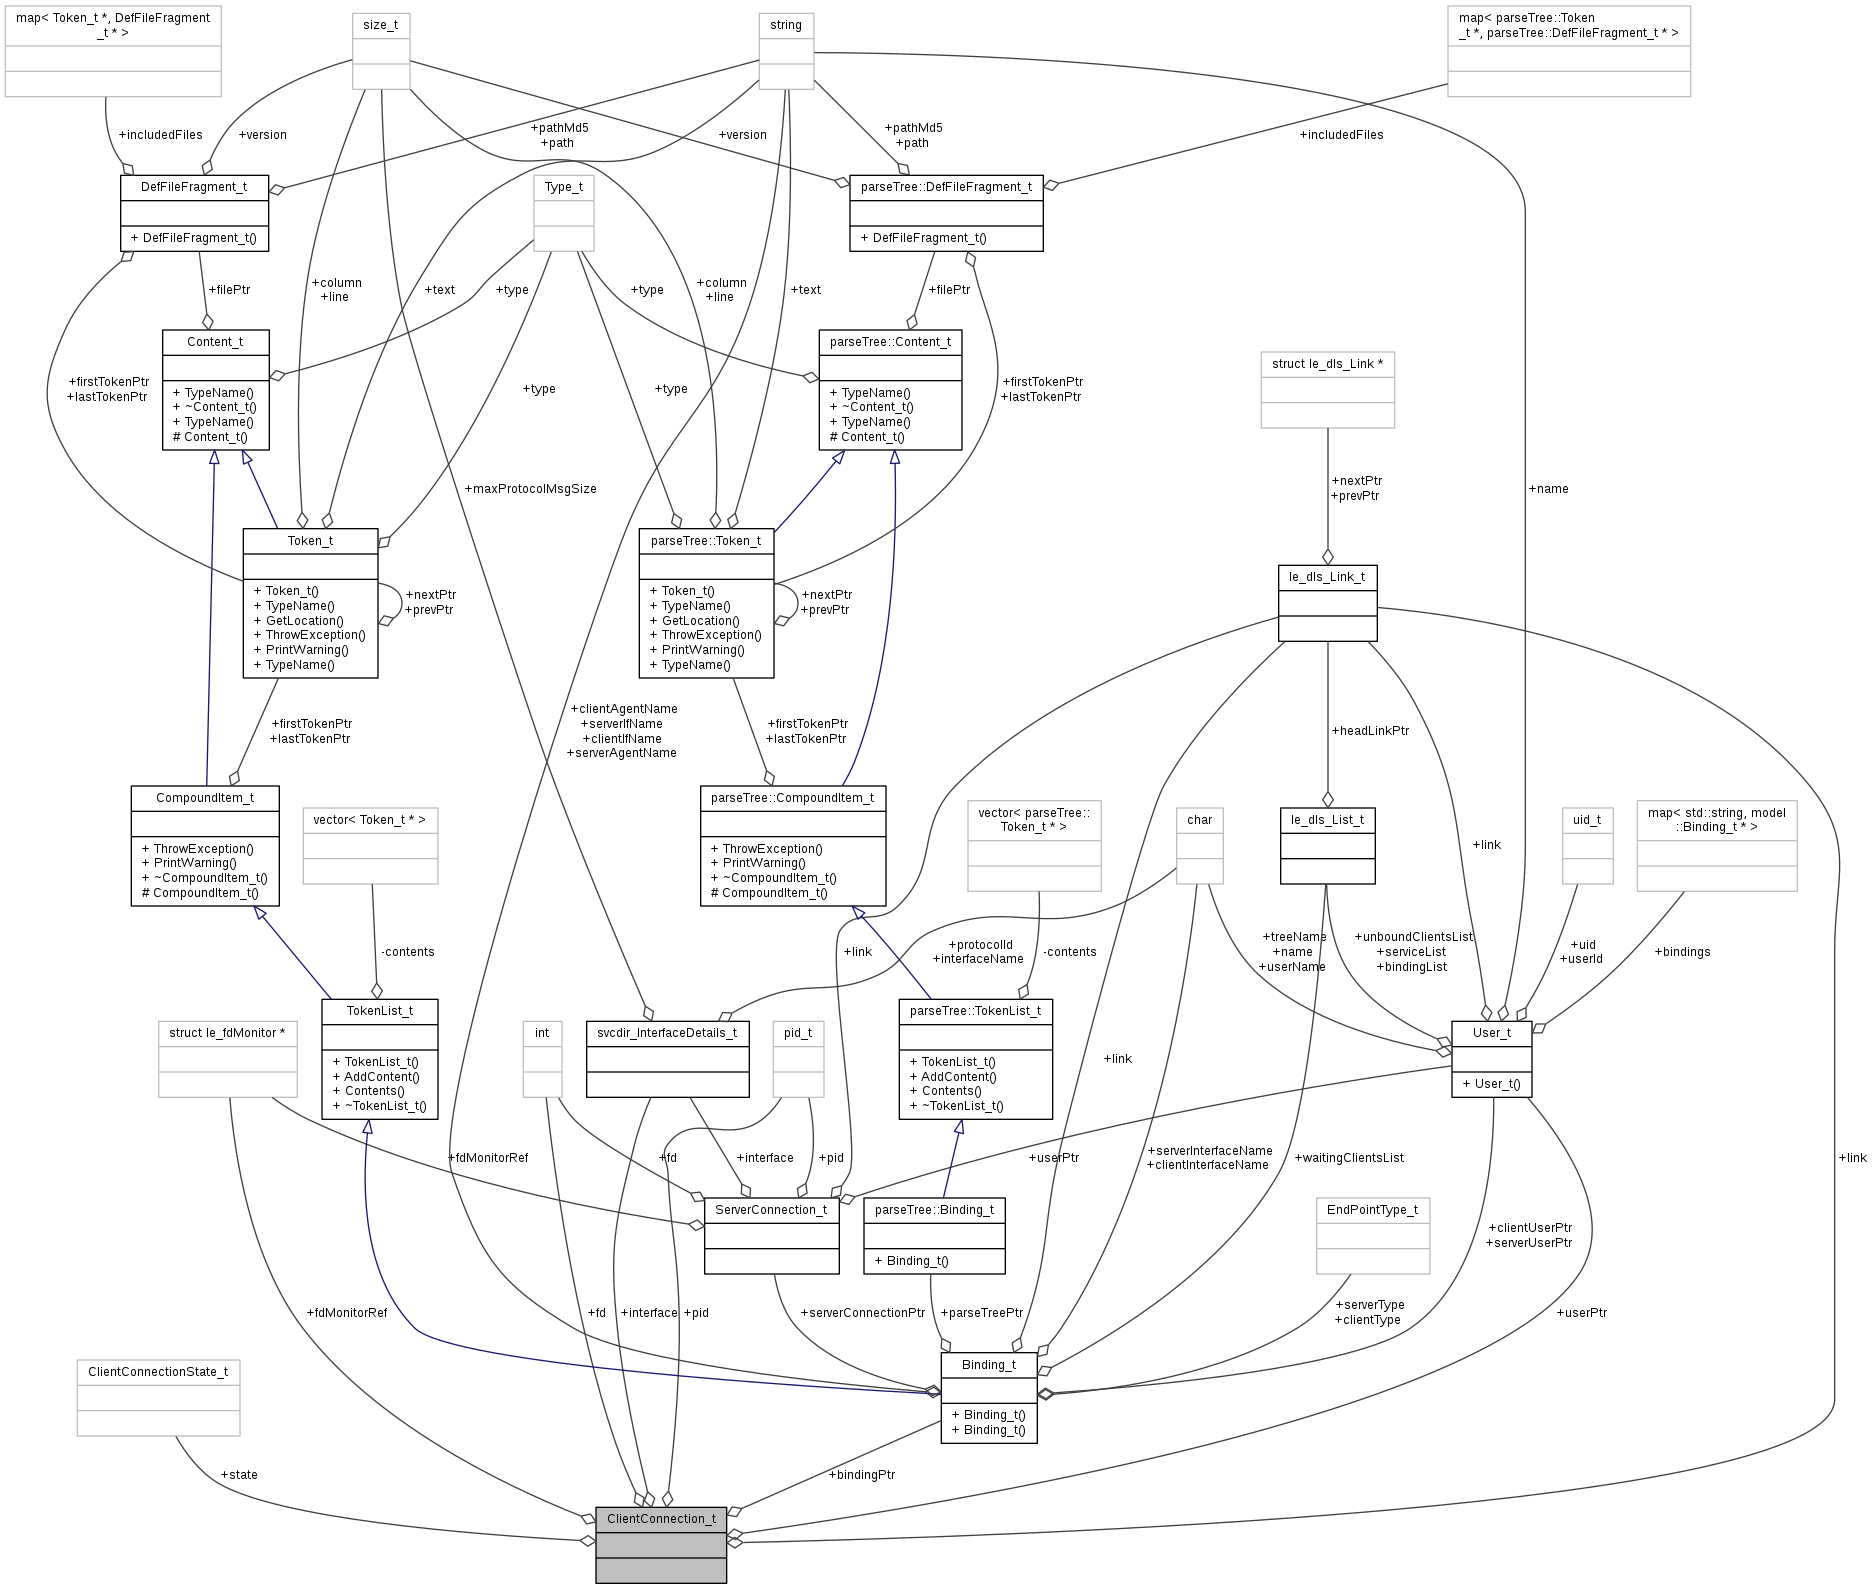 map< Token_t *, DefFileFragment
_t * >
size_t
string
map< parseTree::Token
_t *, parseTree::DefFileFragment_t * >
+includedFiles
+version
+pathMd5
+path
+version
+pathMd5
+path
+includedFiles
DefFileFragment_t
+ DefFileFragment_t()
Type_t
parseTree::DefFileFragment_t
+ DefFileFragment_t()
+filePtr
+column
+line
+text
+type
+type
+column
+line
+text
+filePtr
Content_t
+ TypeName()
+ ~Content_t()
+ TypeName()
# Content_t()
parseTree::Content_t
+ TypeName()
+ ~Content_t()
+ TypeName()
# Content_t()
struct le_dls_Link *
+firstTokenPtr
+lastTokenPtr
+type
+type
+firstTokenPtr
+lastTokenPtr
+maxProtocolMsgSize
+nextPtr
+prevPtr
+name
Token_t
+ Token_t()
+ TypeName()
+ GetLocation()
+ ThrowException()
+ PrintWarning()
+ TypeName()
+nextPtr
+prevPtr
parseTree::Token_t
+ Token_t()
+ TypeName()
+ GetLocation()
+ ThrowException()
+ PrintWarning()
+ TypeName()
+nextPtr
+prevPtr
le_dls_Link_t
+firstTokenPtr
+lastTokenPtr
+clientAgentName
+serverIfName
+clientIfName
+serverAgentName
+firstTokenPtr
+lastTokenPtr
+headLinkPtr
CompoundItem_t
+ ThrowException()
+ PrintWarning()
+ ~CompoundItem_t()
# CompoundItem_t()
vector< Token_t * >
parseTree::CompoundItem_t
+ ThrowException()
+ PrintWarning()
+ ~CompoundItem_t()
# CompoundItem_t()
vector< parseTree::
Token_t * >
char
le_dls_List_t
+link
uid_t
map< std::string, model
::Binding_t * >
-contents
+link
+protocolId
+interfaceName
-contents
+treeName
+name
+userName
+unboundClientsList
+serviceList
+bindingList
+uid
+userId
+bindings
struct le_fdMonitor *
TokenList_t
+ TokenList_t()
+ AddContent()
+ Contents()
+ ~TokenList_t()
int
svcdir_InterfaceDetails_t
pid_t
parseTree::TokenList_t
+ TokenList_t()
+ AddContent()
+ Contents()
+ ~TokenList_t()
+link
User_t
+ User_t()
+fdMonitorRef
+fd
+interface
+pid
+userPtr
+serverInterfaceName
+clientInterfaceName
+waitingClientsList
+link
ServerConnection_t
parseTree::Binding_t
+ Binding_t()
EndPointType_t
+clientUserPtr
+serverUserPtr
+fdMonitorRef
+fd
+interface
+pid
+serverConnectionPtr
+parseTreePtr
+serverType
+clientType
+userPtr
ClientConnectionState_t
Binding_t
+ Binding_t()
+ Binding_t()
+state
+bindingPtr
ClientConnection_t